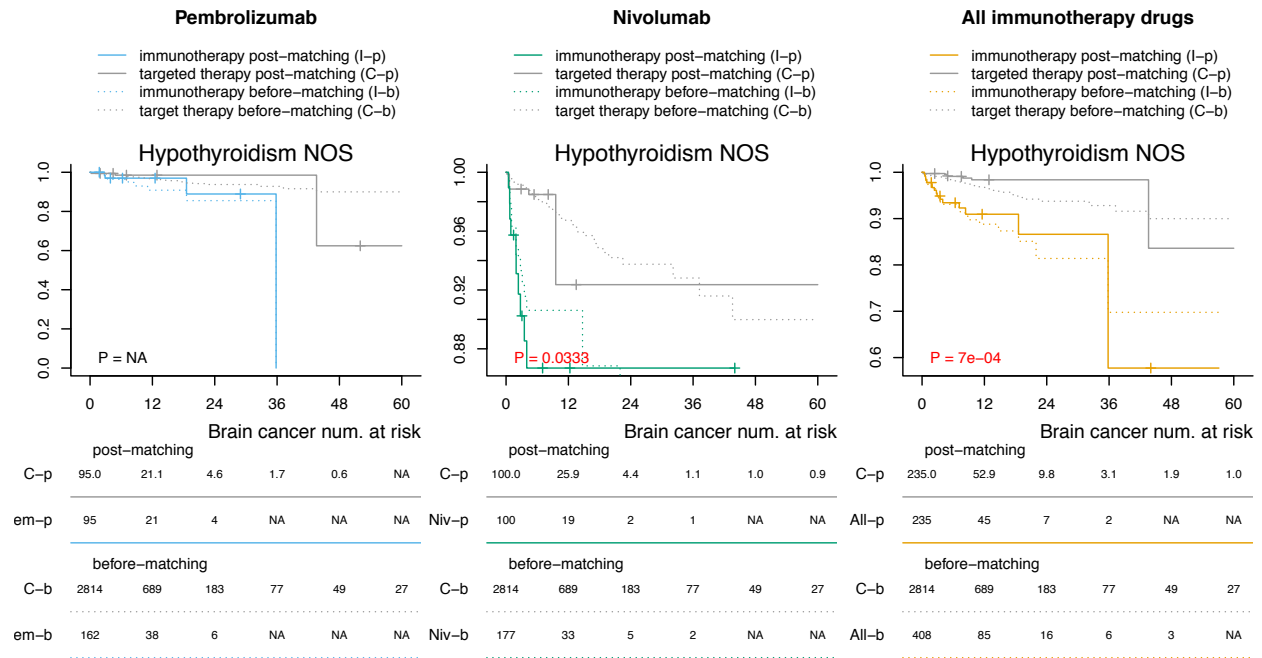 Pembrolizumab
immunotherapy post−matching (I−p)
targeted therapy post−matching (C−p)
immunotherapy before−matching (I−b)
target therapy before−matching (C−b)
Hypothyroidism NOS
1.0
0.8
0.6
0.4
0.2
0.0
P = NA
0 12 24 36 48 60
Brain cancer num. at risk
post−matching
C−p 95.0 21.1 4.6 1.7 0.6 NA
em−p 95 21 4 NA NA NA
before−matching
C−b 2814 689 183 77 49 27
em−b 162 38 6 NA NA NA
Nivolumab
immunotherapy post−matching (I−p)
targeted therapy post−matching (C−p)
immunotherapy before−matching (I−b)
target therapy before−matching (C−b)
Hypothyroidism NOS
1.00
0.96
0.92
0.88
P = 0.0333
0 12 24 36 48 60
Brain cancer num. at risk
post−matching
C−p 100.0 25.9 4.4 1.1 1.0 0.9
Niv−p 100 19 2 1 NA NA
before−matching
C−b 2814 689 183 77 49 27
Niv−b 177 33 5 2 NA NA
All immunotherapy drugs
immunotherapy post−matching (I−p)
targeted therapy post−matching (C−p)
immunotherapy before−matching (I−b)
target therapy before−matching (C−b)
Hypothyroidism NOS
1.0
0.9
0.8
0.7
0.6
P = 7e−04
0 12 24 36 48 60
Brain cancer num. at risk
post−matching
C−p 235.0 52.9 9.8 3.1 1.9 1.0
All−p 235 45 7 2 NA NA
before−matching
C−b 2814 689 183 77 49 27
All−b 408 85 16 6 3 NA